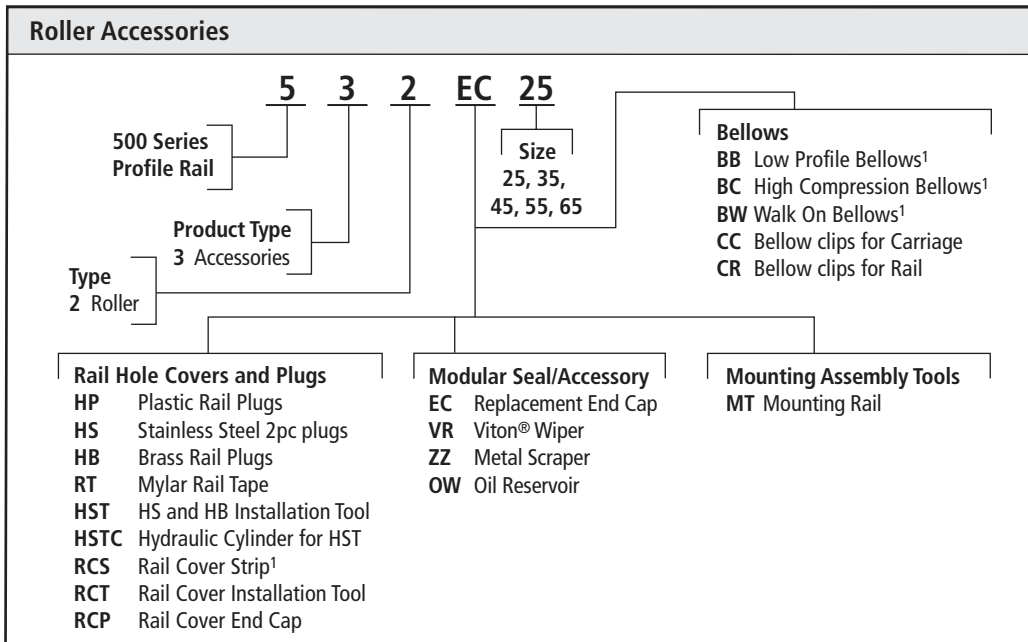 Roller Accessories
5 3 2 EC 25
500 Series
Profile Rail
Size
25, 35,
45, 55, 65
Product Type
3 Accessories
Type
2 Roller
Bellows
BB Low Profile Bellows¹
BC High Compression Bellows¹
BW Walk On Bellows¹
CC Bellow clips for Carriage
CR Bellow clips for Rail
Rail Hole Covers and Plugs
HP Plastic Rail Plugs
HS Stainless Steel 2pc plugs
HB Brass Rail Plugs
RT Mylar Rail Tape
HST HS and HB Installation Tool
HSTC Hydraulic Cylinder for HST
RCS Rail Cover Strip¹
RCT Rail Cover Installation Tool
RCP Rail Cover End Cap
Modular Seal/Accessory
EC Replacement End Cap
VR Viton® Wiper
ZZ Metal Scraper
OW Oil Reservoir
Mounting Assembly Tools
MT Mounting Rail